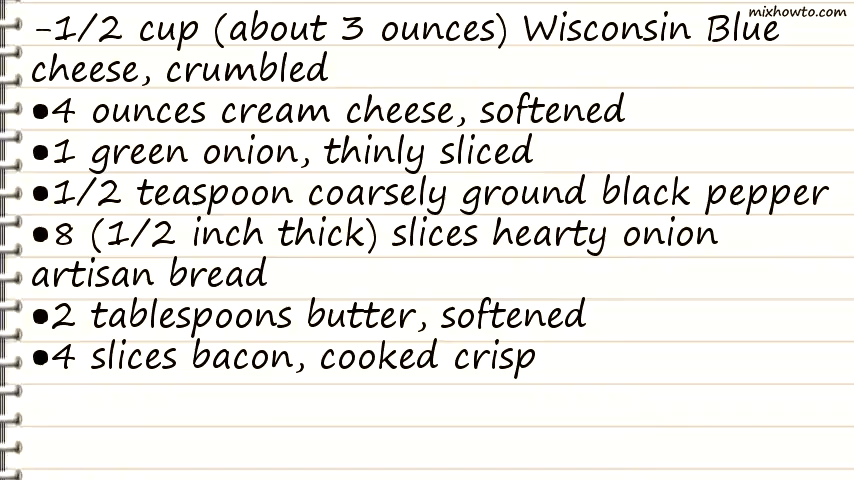 mixhowto.com
-1/2 cup (about 3 ounces) Wisconsin Blue
cheese, crumbled
●4 ounces cream cheese, softened
●1 green onion, thinly sliced
●1/2 teaspoon coarsely ground black pepper
●8 (1/2 inch thick) slices hearty onion
artisan bread
●2 tablespoons butter, softened
●4 slices bacon, cooked crisp